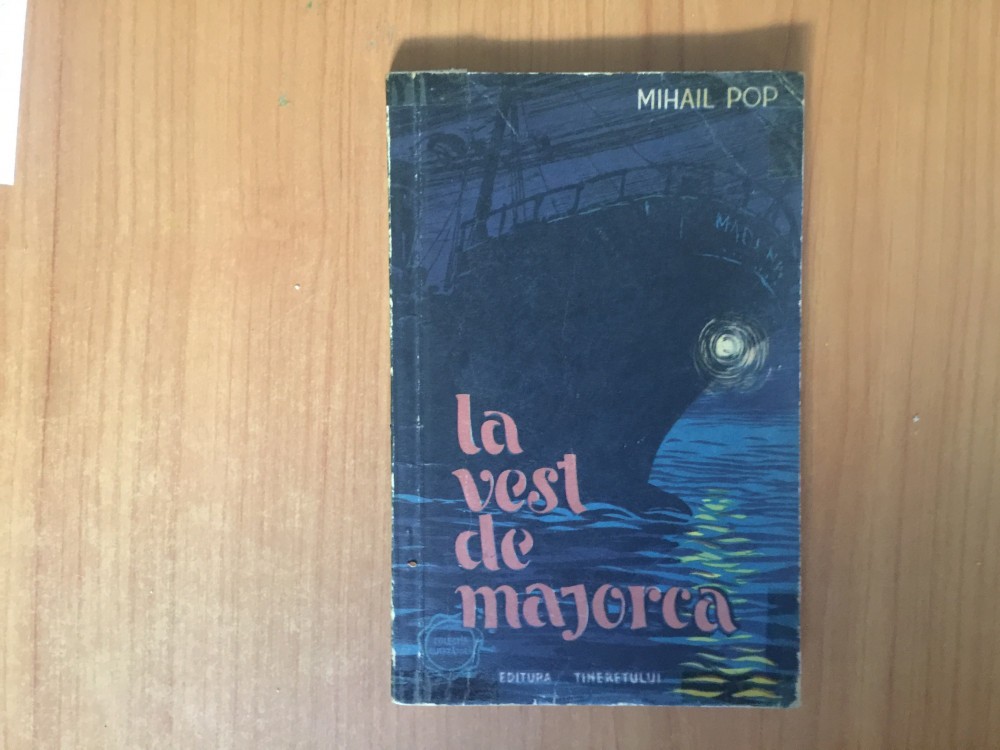 MIHAIL POP
la
vest
de
majorca
EDITURA TINERETULUI